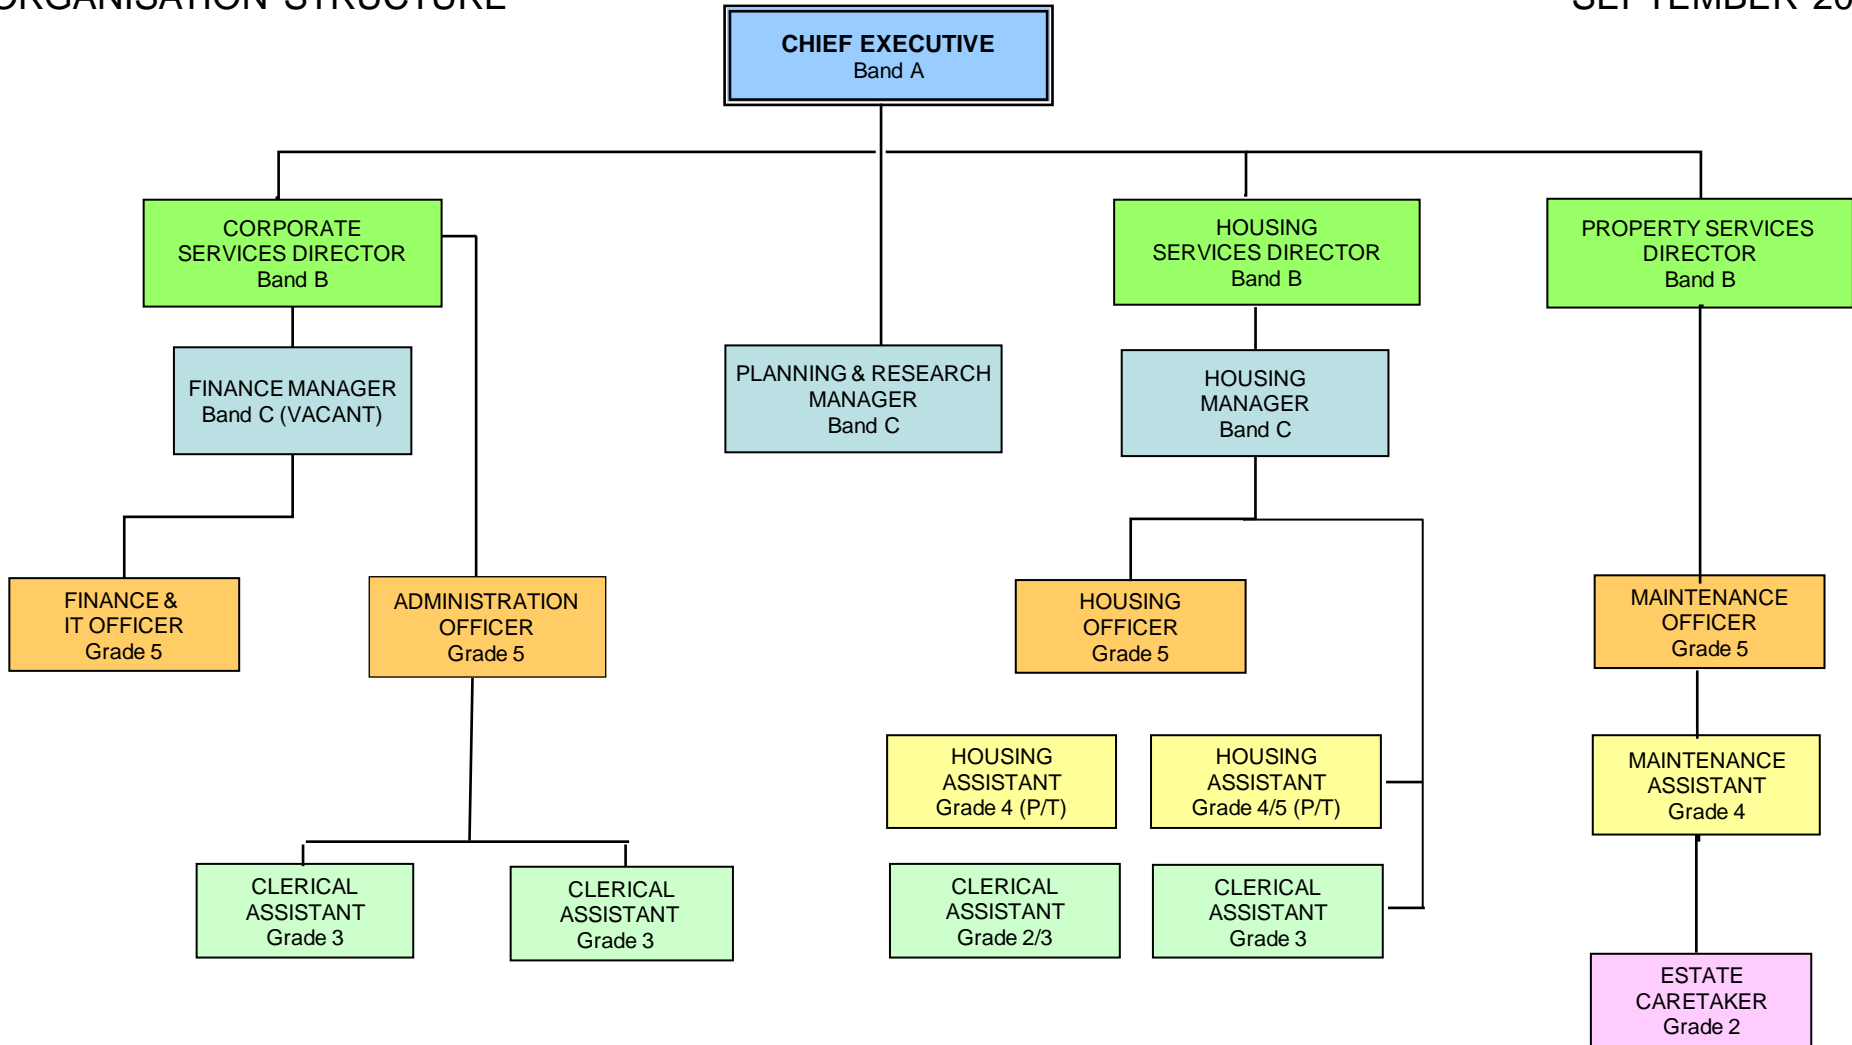 ORGANISATION STRUCTURE
SEPTEMBER 20
CHIEF EXECUTIVE
Band A
CORPORATE
SERVICES DIRECTOR
Band B
HOUSING
SERVICES DIRECTOR
Band B
PROPERTY SERVICES
DIRECTOR
Band B
FINANCE MANAGER
Band C (VACANT)
PLANNING & RESEARCH
MANAGER
Band C
HOUSING
MANAGER
Band C
FINANCE &
IT OFFICER
Grade 5
ADMINISTRATION
OFFICER
Grade 5
HOUSING
OFFICER
Grade 5
MAINTENANCE
OFFICER
Grade 5
HOUSING
ASSISTANT
Grade 4 (P/T)
HOUSING
ASSISTANT
Grade 4/5 (P/T)
MAINTENANCE
ASSISTANT
Grade 4
CLERICAL
ASSISTANT
Grade 3
CLERICAL
ASSISTANT
Grade 3
CLERICAL
ASSISTANT
Grade 2/3
CLERICAL
ASSISTANT
Grade 3
ESTATE
CARETAKER
Grade 2